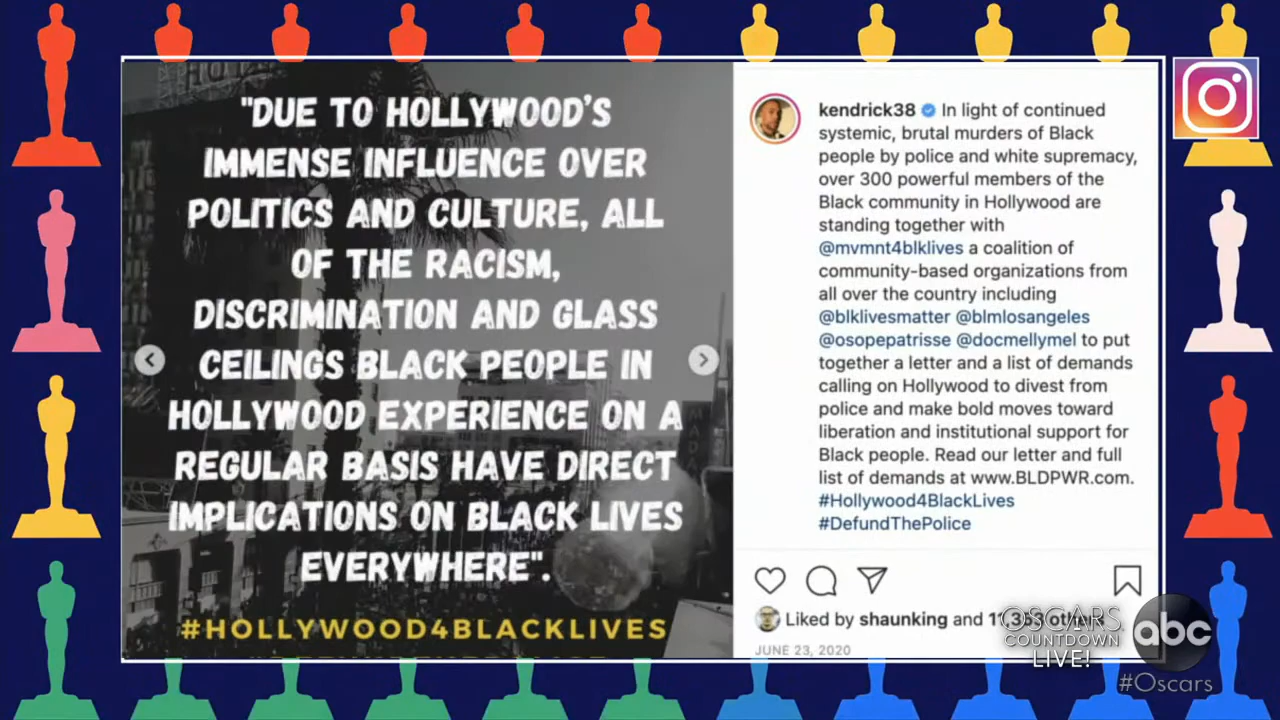 "DUE TO HOLLYWOOD'S
IMMENSE INFLUENCE OVER
POLITICS AND CULTURE, ALL
OF THE RACISM,
DISCRIMINATION AND GLASS
CEILINGS BLACK PEOPLE IN
HOLLYWOOD EXPERIENCE ON A
REGULAR BASIS HAVE DIRECT
IMPLICATIONS ON BLACK LIVES
EVERYWHERE".
#HOLLYWOOD4BLACKLIVES
kendrick38 In light of continued
systemic, brutal murders of Black
people by police and white supremacy,
over 300 powerful members of the
Black community in Hollywood are
standing together with
@mvmnt4blklives a coalition of
community-based organizations from
all over the country including
@blklivesmatter @blmlosangeles
@osopepatrisse @docmellymel to put
together a letter and a list of demands
calling on Hollywood to divest from
police and make bold moves toward
liberation and institutional support for
Black people. Read our letter and full
list of demands at www.BLDPWR.com.
#Hollywood4BlackLives
#DefundThePolice
Liked by shaunking and
JUNE 23, 2020
OSCARS
COUNTDOWN
LIVE!
abc
#Oscars